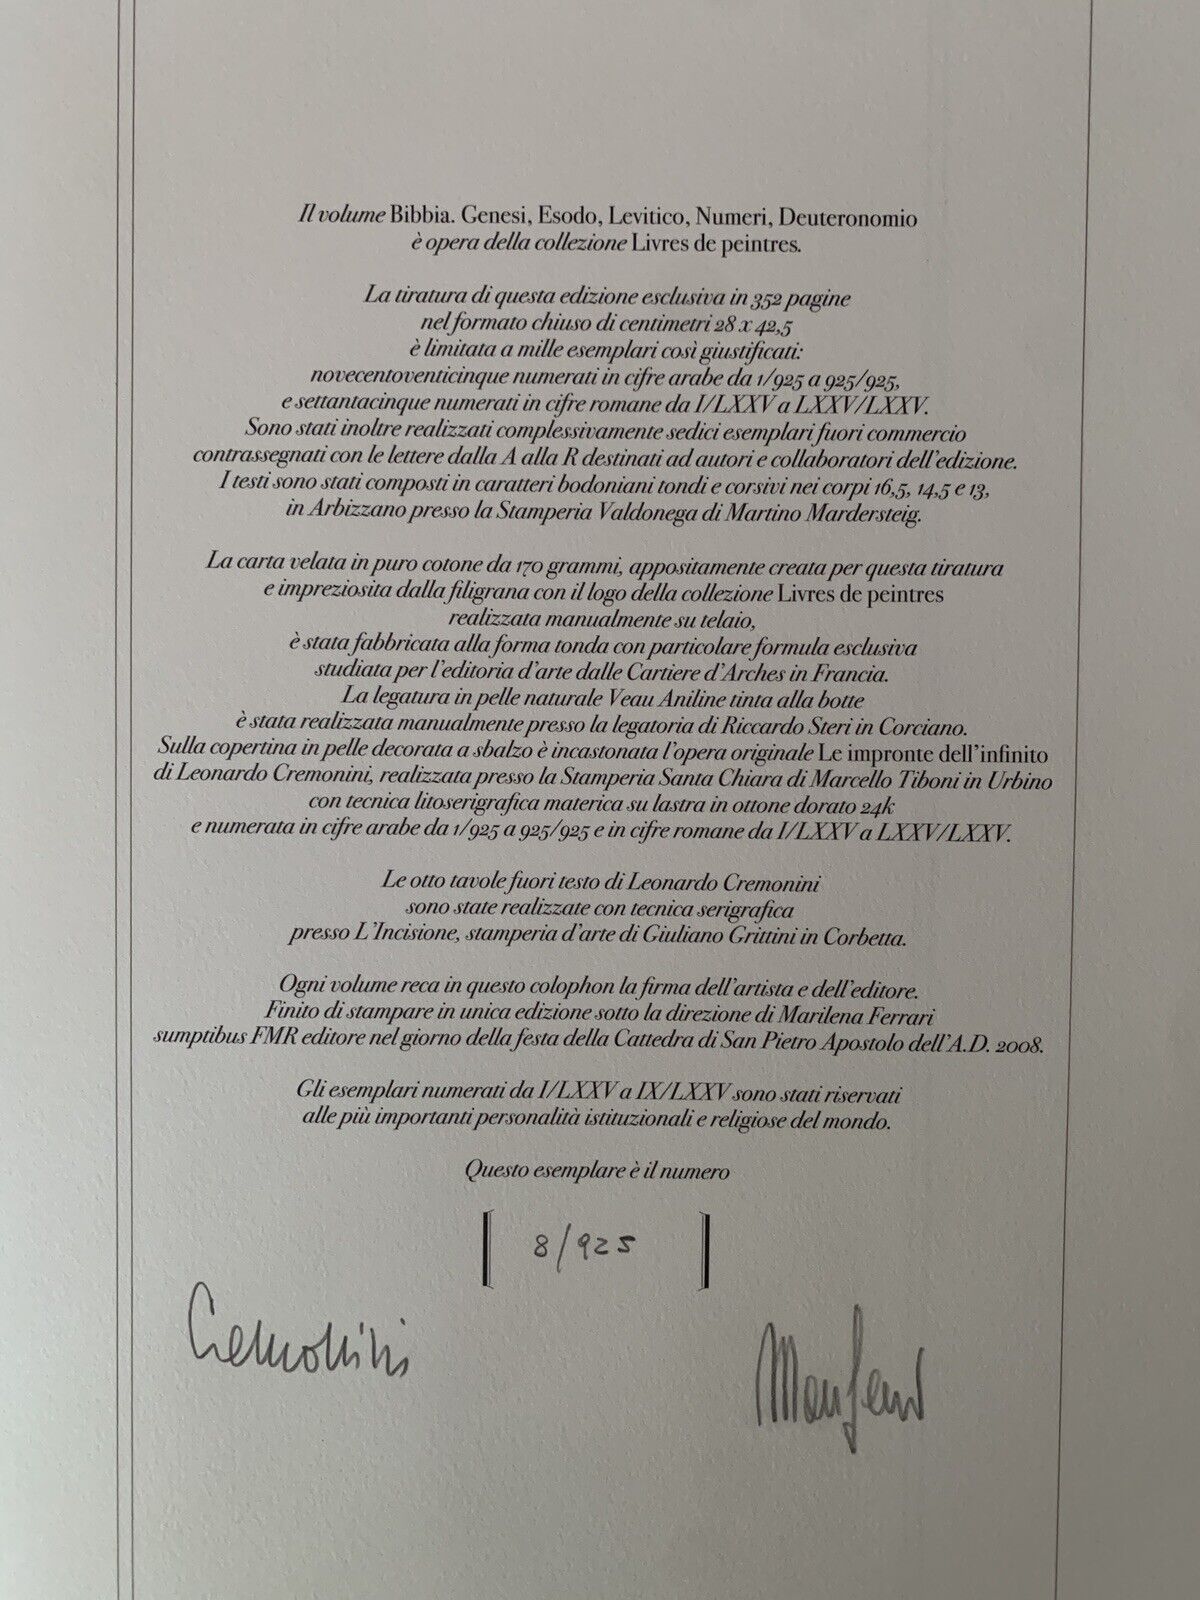 Il volume Bibbia. Genesi, Esodo, Levitico, Numeri, Deuteronomio
è opera della collezione Livres de peintres.
La tiratura di questa edizione esclusiva in 352 pagine
nel formato chiuso di centimetri 28 x 42,5
è limitata a mille esemplari così giustificati:
novecentoventicinque numerati in cifre arabe da 1/925 a 925/925,
e settantacinque numerati in cifre romane da I/LXXV a LXXV/LXXV.
Sono stati inoltre realizzati complessivamente sedici esemplari fuori commercio
contrassegnati con le lettere dalla A alla R destinati ad autori e collaboratori dell'edizione.
I testi sono stati composti in caratteri bodoniani tondi e corsivi nei corpi 16,5, 14,5 e 13,
in Arbizzano presso la Stamperia Valdonega di Martino Mardersteig.
La carta velata in puro cotone da 170 grammi, appositamente creata per questa tiratura
e impreziosita dalla filigrana con il logo della collezione Livres de peintres
realizzata manualmente su telaio,
è stata fabbricata alla forma tonda con particolare formula esclusiva
studiata per l'editoria d'arte dalle Cartiere d'Arches in Francia.
La legatura in pelle naturale Veau Aniline tinta alla botte
è stata realizzata manualmente presso la legatoria di Riccardo Steri in Corciano.
Sulla copertina in pelle decorata a sbalzo è incastonata l'opera originale Le impronte dell'infinito
di Leonardo Cremonini, realizzata presso la Stamperia Santa Chiara di Marcello Tiboni in Urbino
con tecnica litoserigrafica materica su lastra in ottone dorato 24k
e numerata in cifre arabe da 1/925 a 925/925 e in cifre romane da I/LXXV a LXXV/LXXV.
Le otto tavole fuori testo di Leonardo Cremonini
sono state realizzate con tecnica serigrafica
presso L'Incisione, stamperia d'arte di Giuliano Grittini in Corbetta.
Ogni volume reca in questo colophon la firma dell'artista e dell'editore.
Finito di stampare in unica edizione sotto la direzione di Marilena Ferrari
sumptibus FMR editore nel giorno della festa della Cattedra di San Pietro Apostolo dell'A.D. 2008.
Gli esemplari numerati da I/LXXV a IX/LXXV sono stati riservati
alle più importanti personalità istituzionali e religiose del mondo.
Questo esemplare è il numero
[ 8/925 ]
Cremonini